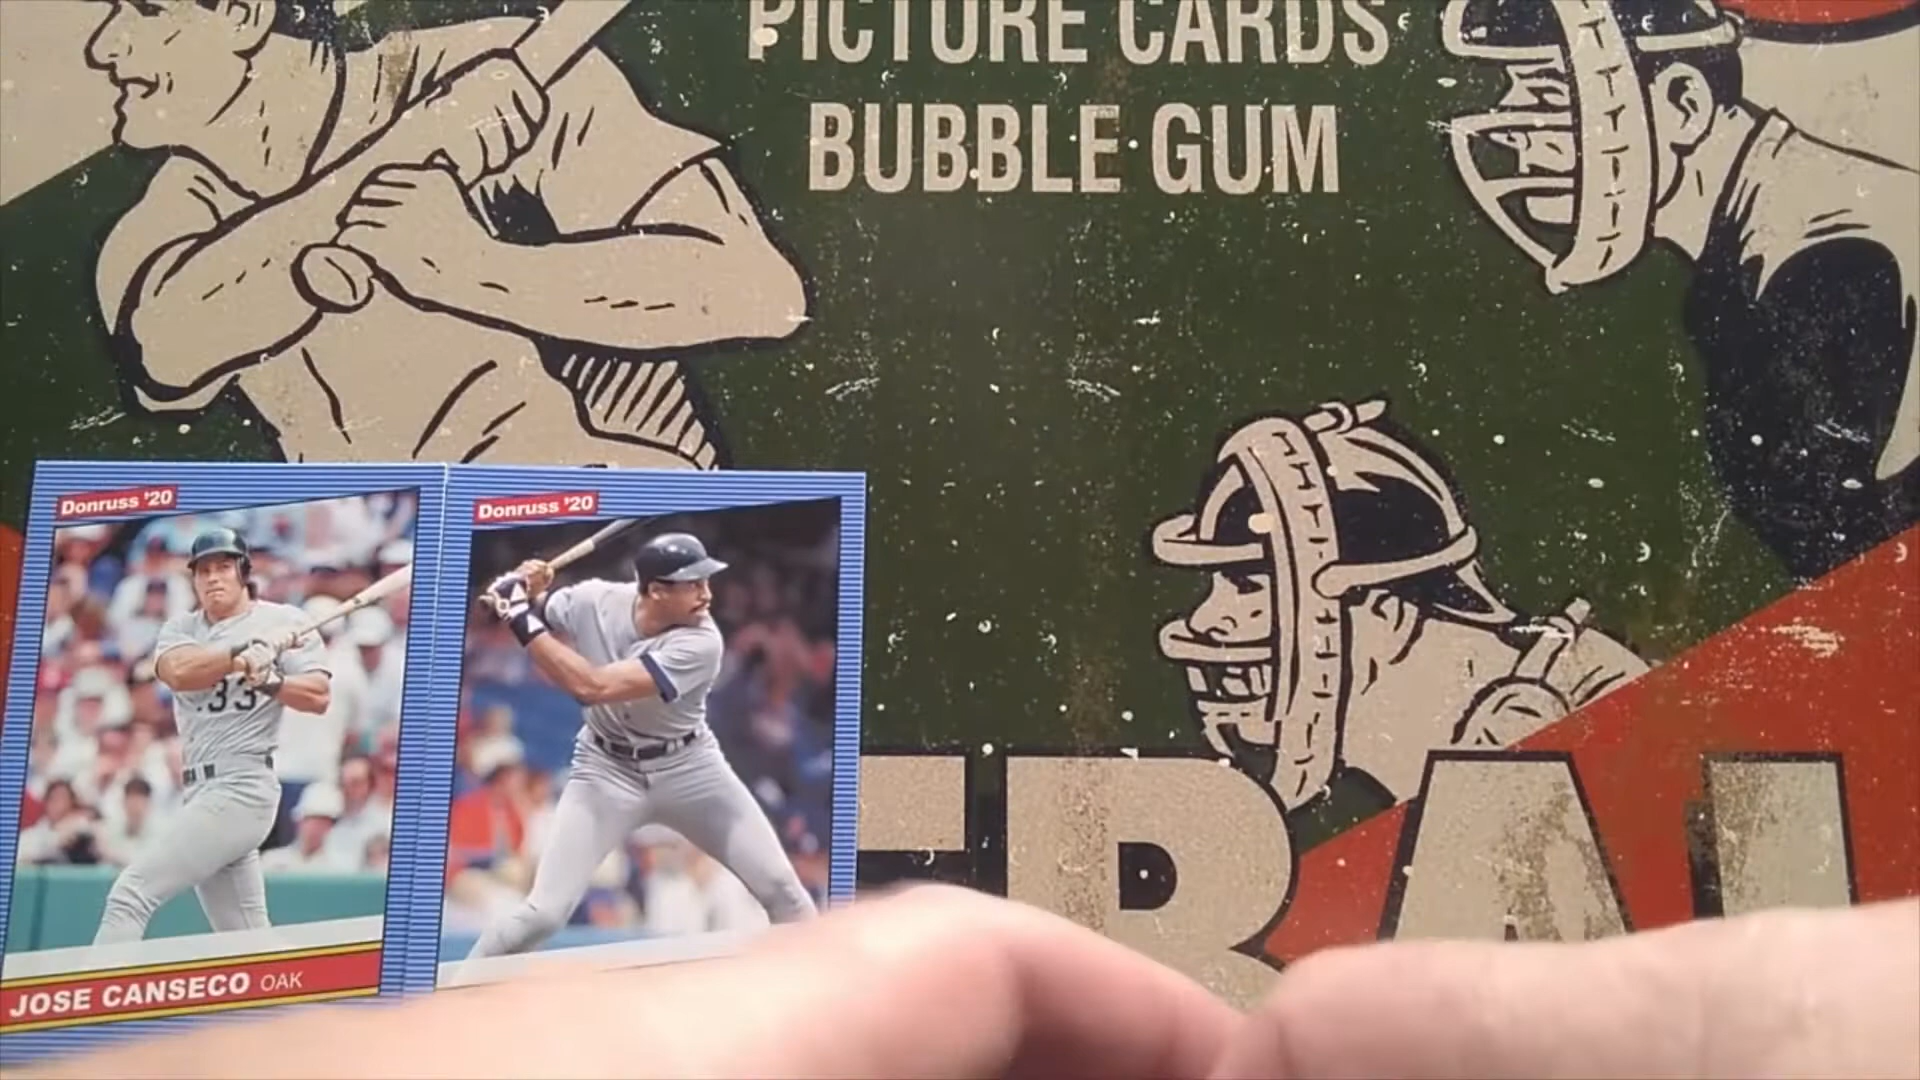 PICTURE CARDS
BUBBLE GUM
Donruss '20
Donruss '20
33
JOSE CANSECO OAK